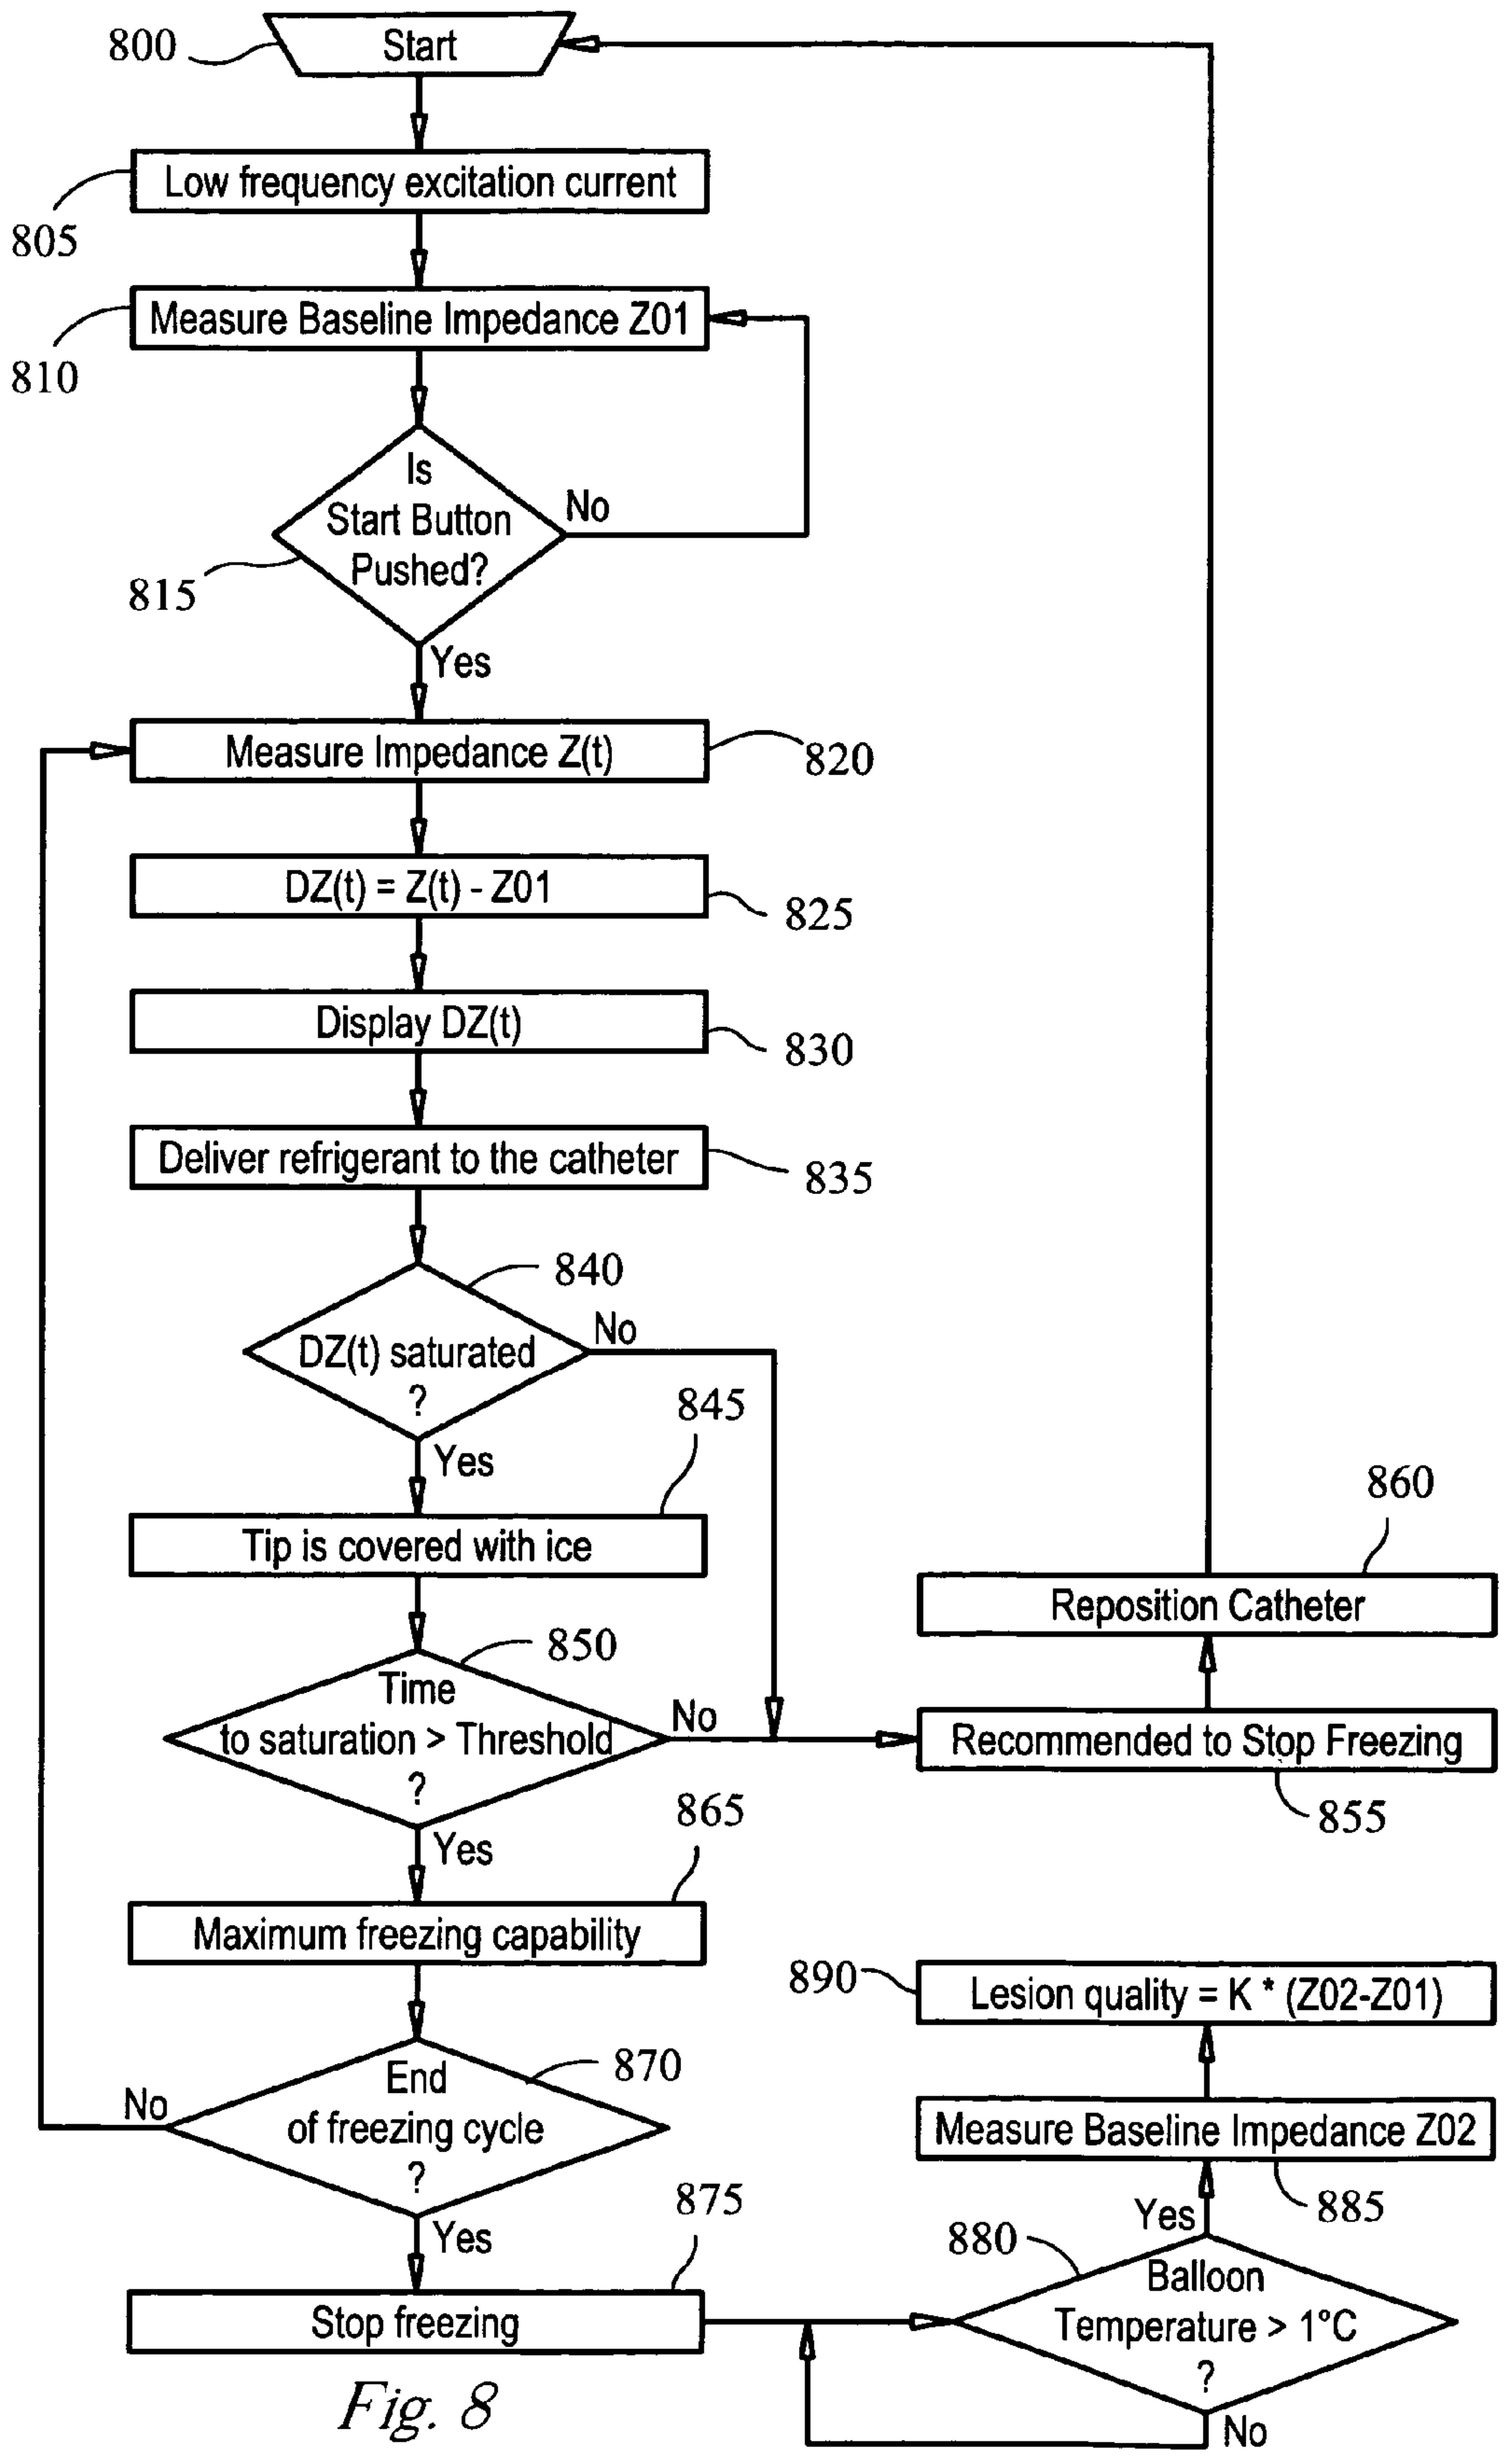 800
Start
Low frequency excitation current
805
Measure Baseline Impedance Z01
810
Is
Start Button
Pushed?
No
815
Yes
Measure Impedance Z(t)
820
DZ(t) = Z(t) - Z01
825
Display DZ(t)
830
Deliver refrigerant to the catheter
835
840
DZ(t) saturated
?
No
Yes
845
Tip is covered with ice
850
Time
to saturation > Threshold
?
No
Yes
860
Reposition Catheter
Recommended to Stop Freezing
855
865
Maximum freezing capability
870
End
of freezing cycle
?
No
Yes
875
Stop freezing
890
Lesion quality = K * (Z02-Z01)
Measure Baseline Impedance Z02
885
Yes
880
Balloon
Temperature > 1°C
?
No
Fig. 8